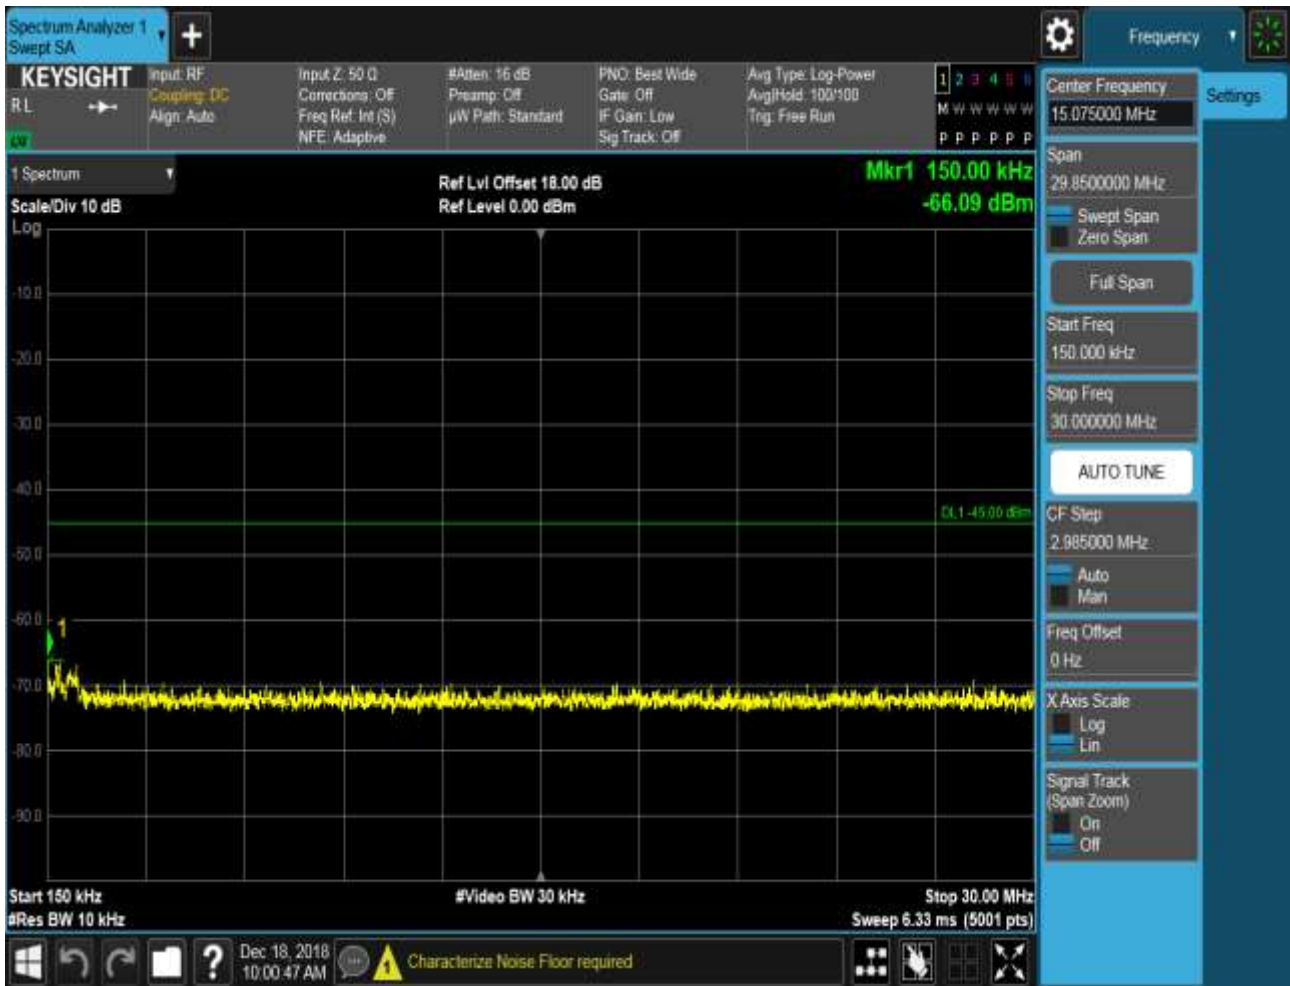 Spectrum Analyzer 1
Swept SA
Frequency
KEYSIGHT
R L
Input: RF
Coupling: DC
Align: Auto
Input Z: 50 Ω
Corrections: Off
Freq Ref: Int (S)
NFE: Adaptive
#Atten: 16 dB
Preamp: Off
µW Path: Standard
PNO: Best Wide
Gate: Off
IF Gain: Low
Sig Track: Off
Avg Type: Log-Power
Avg|Hold: 100/100
Trig: Free Run
1 2 3 4 5 6
M W W W W W
P P P P P P
1 Spectrum
Scale/Div 10 dB
Ref Lvl Offset 18.00 dB
Ref Level 0.00 dBm
Mkr1 150.00 kHz
-66.09 dBm
Log
-10.0
-20.0
-30.0
-40.0
DL1 -45.00 dBm
-50.0
-60.0
1
-70.0
-80.0
-90.0
Start 150 kHz
#Res BW 10 kHz
#Video BW 30 kHz
Stop 30.00 MHz
Sweep 6.33 ms (5001 pts)
Center Frequency
15.075000 MHz
Settings
Span
29.8500000 MHz
Swept Span
Zero Span
Full Span
Start Freq
150.000 kHz
Stop Freq
30.000000 MHz
AUTO TUNE
CF Step
2.985000 MHz
Auto
Man
Freq Offset
0 Hz
X Axis Scale
Log
Lin
Signal Track
(Span Zoom)
On
Off
?
Dec 18, 2018
10:00:47 AM
1
Characterize Noise Floor required